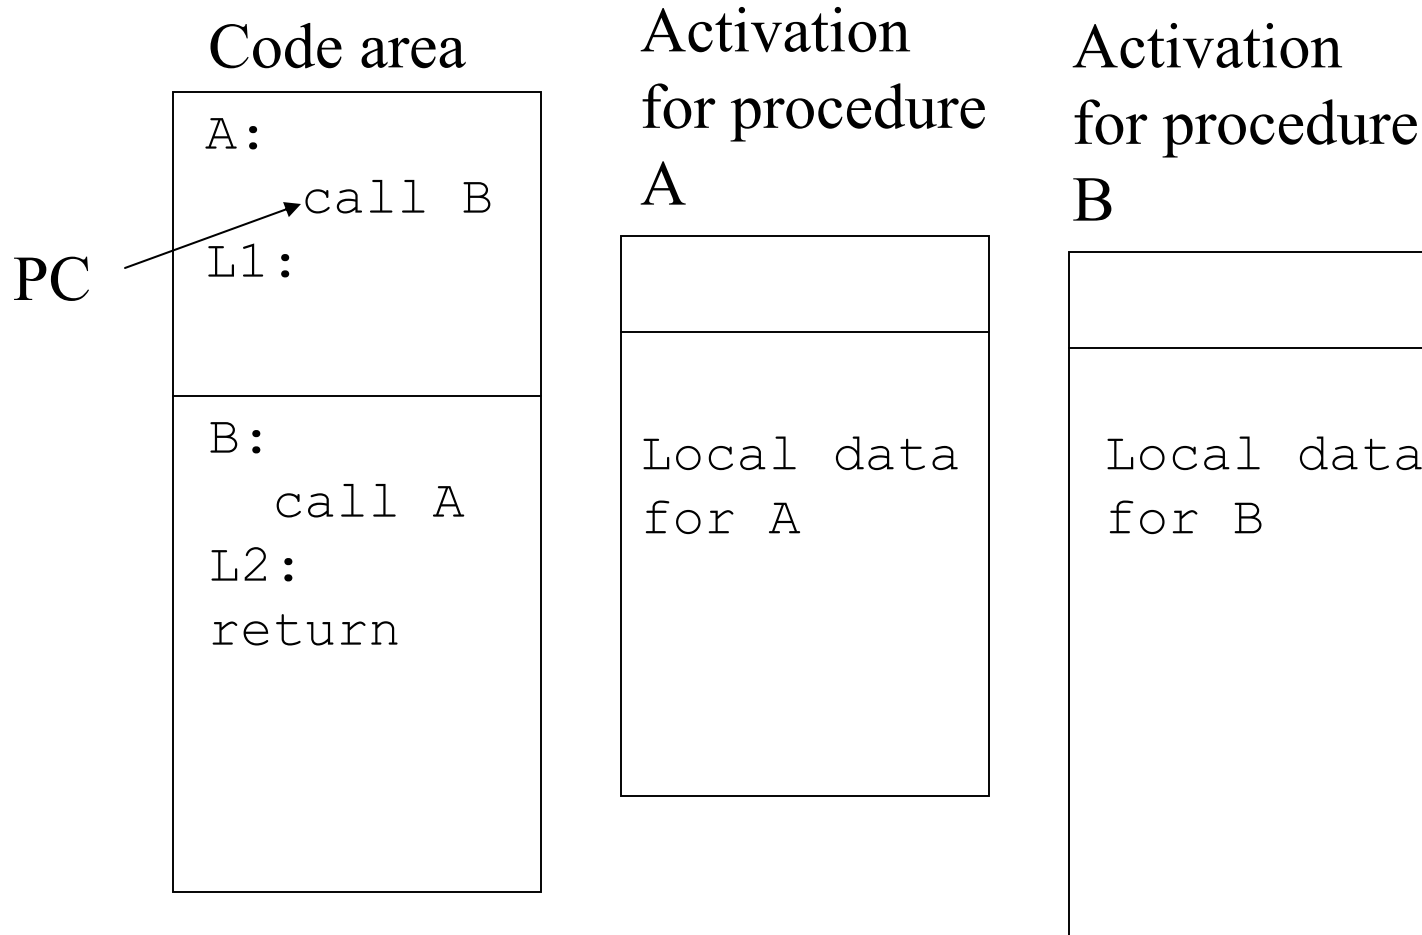 Code area
A:
call B
L1:
PC
B:
call A
L2:
return
Activation
for procedure
A
Local data
for A
Activation
for procedure
B
Local data
for B